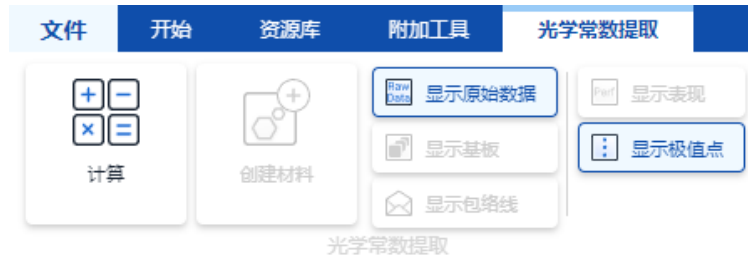 文件 开始 资源库 附加工具 光学常数提取
计算
创建材料
Raw Data 显示原始数据
显示基板
显示包络线
Perf 显示表现
显示极值点
光学常数提取